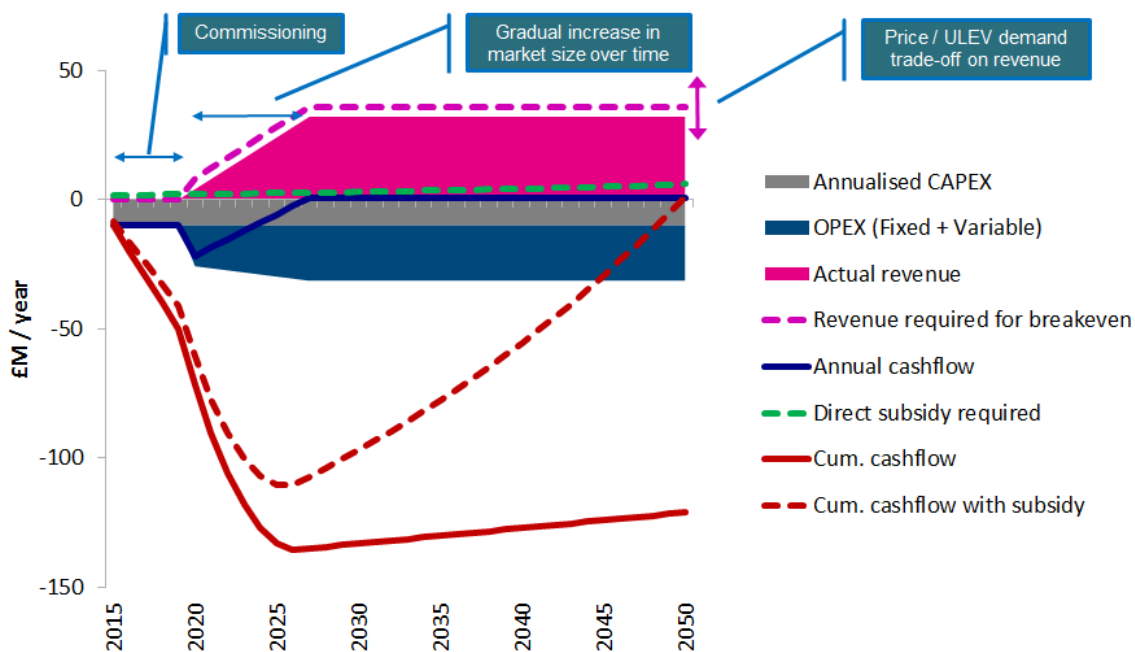 Commissioning
Gradual increase in
market size over time
Price / ULEV demand
trade-off on revenue
50
0
-50
-100
-150
£M / year
2015
2020
2025
2030
2035
2040
2045
2050
Annualised CAPEX
OPEX (Fixed + Variable)
Actual revenue
Revenue required for breakeven
Annual cashflow
Direct subsidy required
Cum. cashflow
Cum. cashflow with subsidy